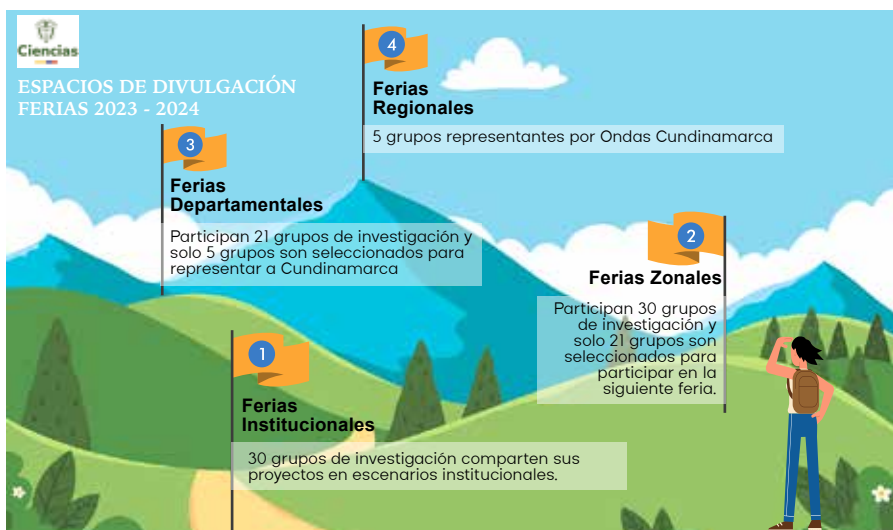 Ciencias
ESPACIOS DE DIVULGACIÓN
FERIAS 2023 - 2024
4
Ferias
Regionales
5 grupos representantes por Ondas Cundinamarca
3
Ferias
Departamentales
Participan 21 grupos de investigación y
solo 5 grupos son seleccionados para
representar a Cundinamarca
2
Ferias Zonales
Participan 30 grupos
de investigación y
solo 21 grupos son
seleccionados para
participar en la
siguiente feria.
1
Ferias
Institucionales
30 grupos de investigación comparten sus
proyectos en escenarios institucionales.